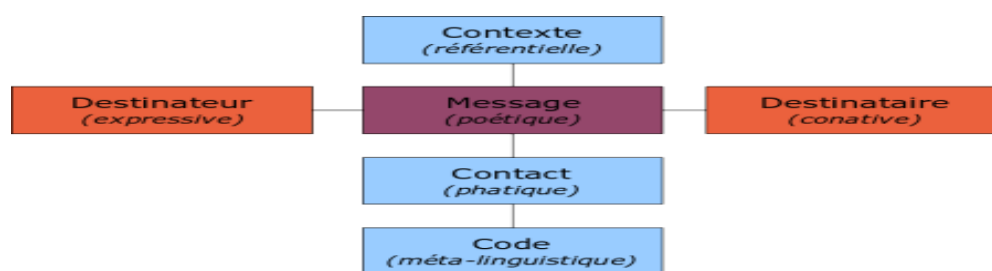 Contexte
(référentielle)
Destinateur
(expressive)
Message
(poétique)
Destinataire
(conative)
Contact
(phatique)
Code
(méta-linguistique)